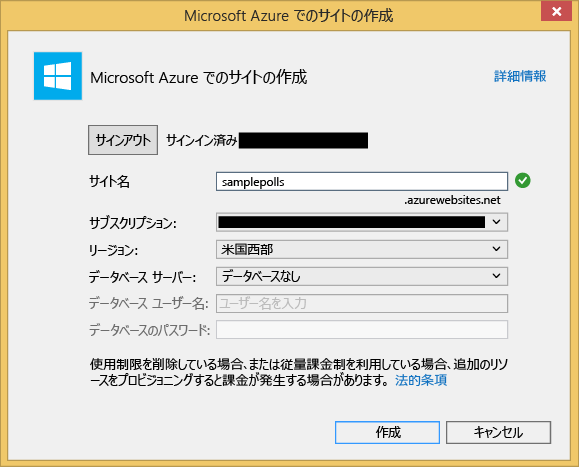 Microsoft Azure でのサイトの作成
Microsoft Azure でのサイトの作成
詳細情報
サインアウト サインイン済み
サイト名 samplepolls
.azurewebsites.net
サブスクリプション:
リージョン: 米国西部
データベース サーバー: データベースなし
データベース ユーザー名: ユーザー名を入力
データベースのパスワード:
使用制限を削除している場合、または従量課金制を利用している場合、追加のリソ
ースをプロビジョニングすると課金が発生する場合があります。 法的条項
作成 キャンセル